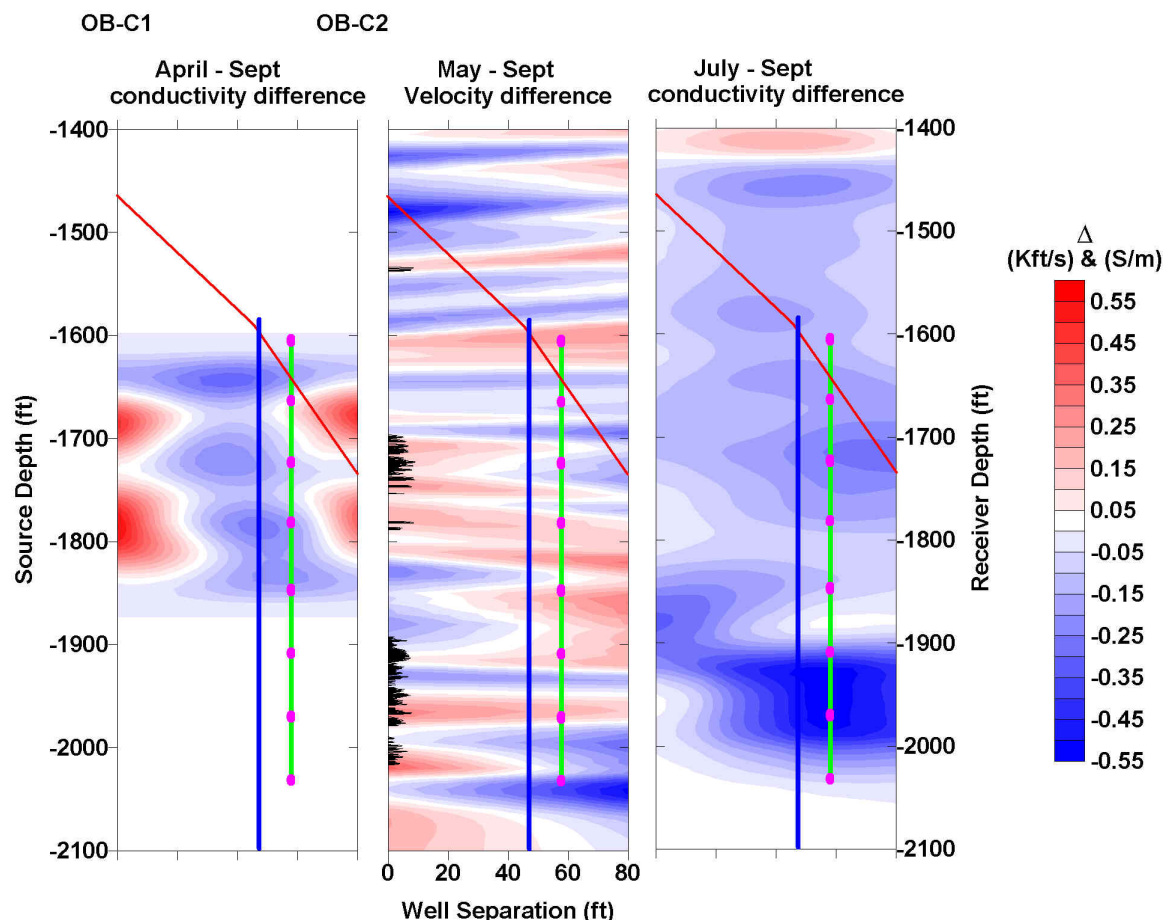 OB-C1
OB-C2
April - Sept
conductivity difference
May - Sept
Velocity difference
July - Sept
conductivity difference
-1400
-1500
-1600
-1700
-1800
-1900
-2000
-2100
Source Depth (ft)
0
20
40
60
80
Well Separation (ft)
-1400
-1500
-1600
-1700
-1800
-1900
-2000
-2100
Receiver Depth (ft)
Δ
(Kft/s) & (S/m)
0.55
0.45
0.35
0.25
0.15
0.05
-0.05
-0.15
-0.25
-0.35
-0.45
-0.55